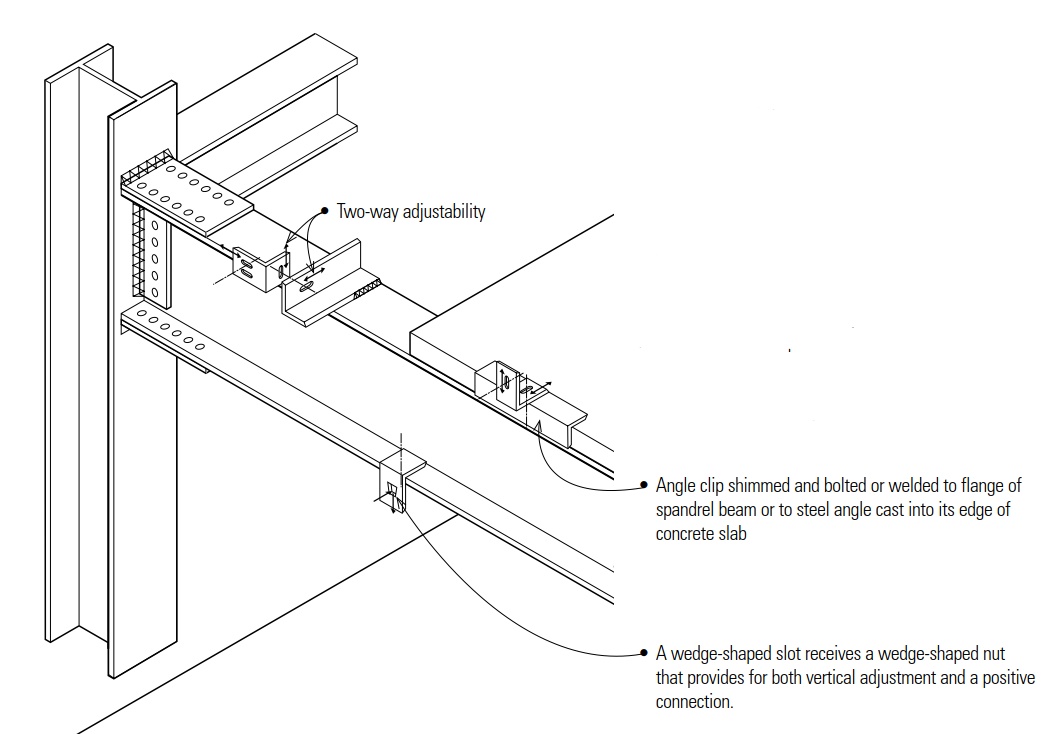 Two-way adjustability
Angle clip shimmed and bolted or welded to flange of
spandrel beam or to steel angle cast into its edge of
concrete slab
A wedge-shaped slot receives a wedge-shaped nut
that provides for both vertical adjustment and a positive
connection.